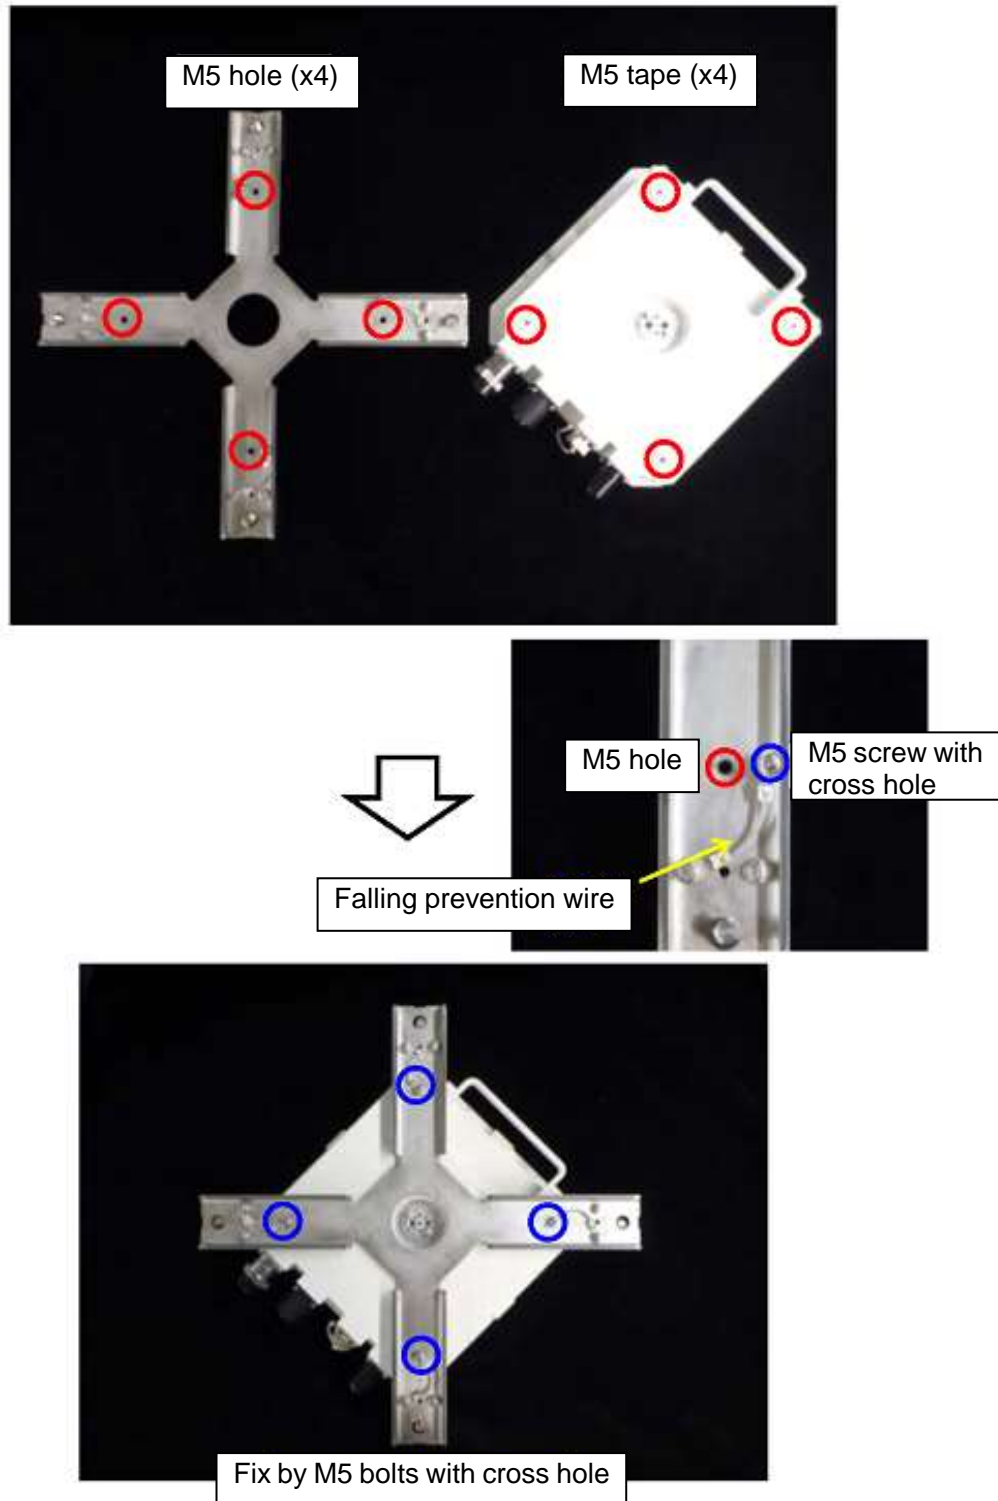 M5 hole (x4)
M5 tape (x4)
M5 hole
M5 screw with
cross hole
Falling prevention wire
Fix by M5 bolts with cross hole